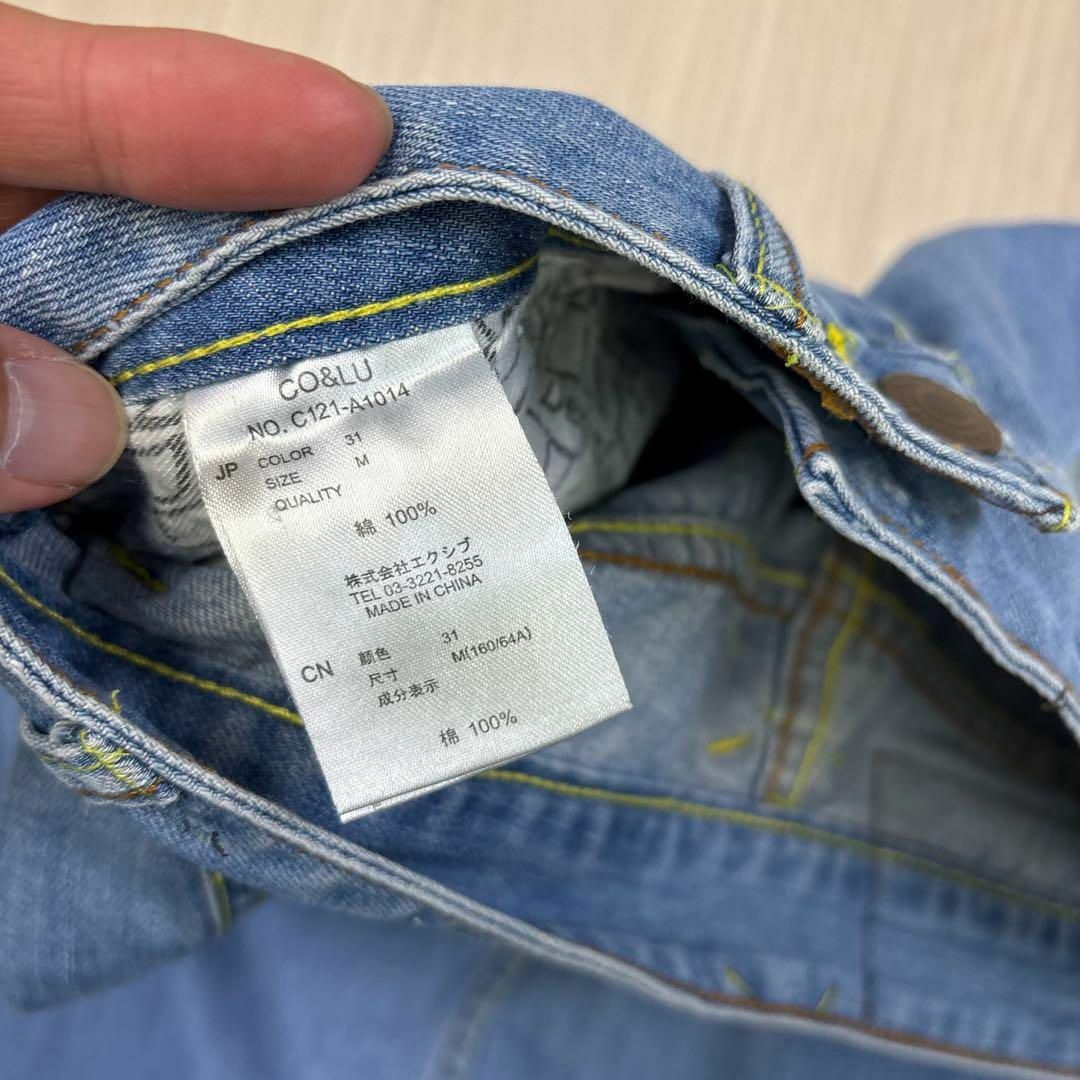 CO&LU
NO. C121-A1014
JP COLOR 31
SIZE M
QUALITY
綿 100%
株式会社エクシブ
TEL 03-3221-8255
MADE IN CHINA
CN 颜色 31
尺寸 M(160/64A)
成分表示
棉 100%